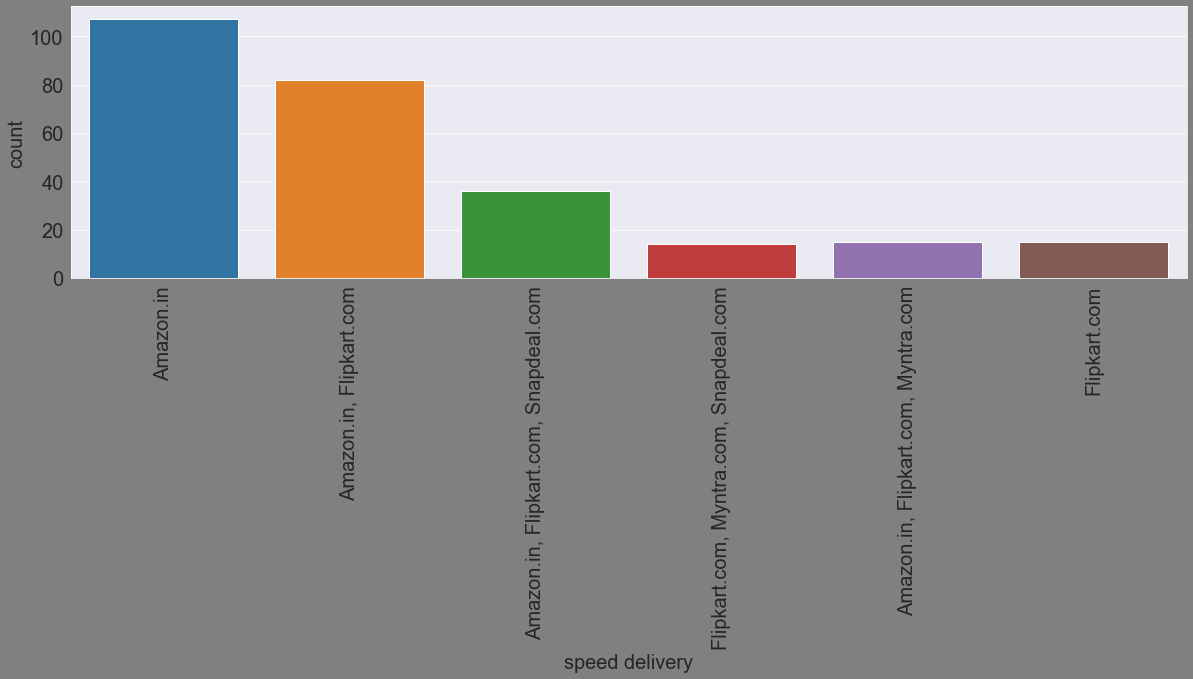 count
100
80
60
40
20
0
Amazon.in
Amazon.in, Flipkart.com
Amazon.in, Flipkart.com, Snapdeal.com
Flipkart.com, Myntra.com, Snapdeal.com
Amazon.in, Flipkart.com, Myntra.com
Flipkart.com
speed delivery